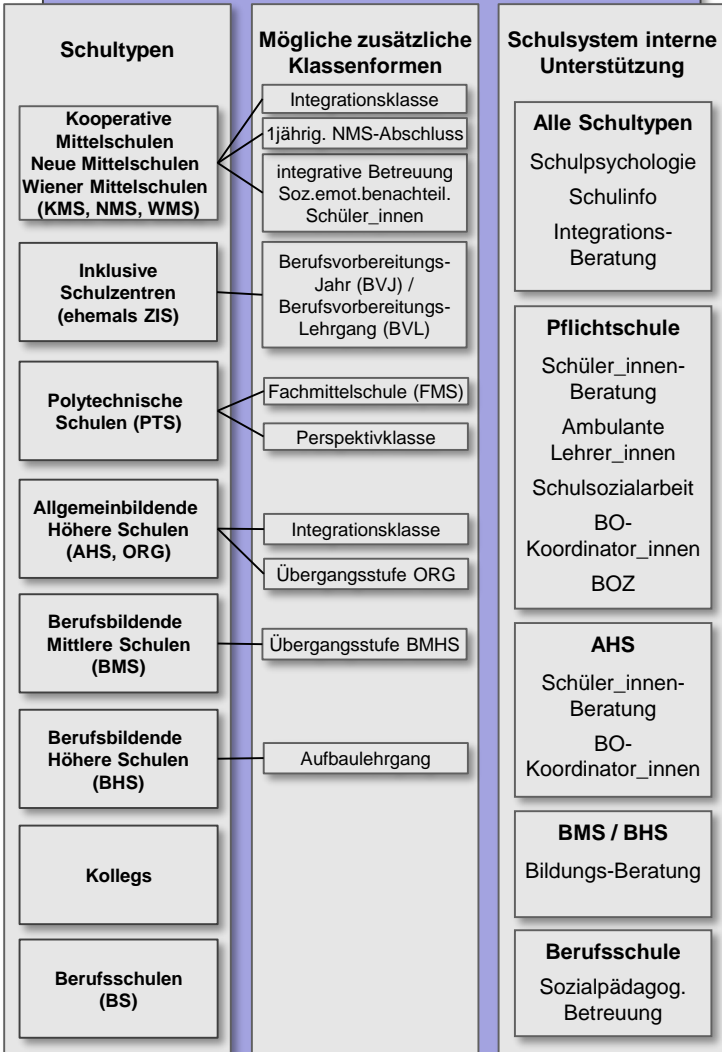 Schultypen
Kooperative
Mittelschulen
Neue Mittelschulen
Wiener Mittelschulen
(KMS, NMS, WMS)
Inklusive
Schulzentren
(ehemals ZIS)
Polytechnische
Schulen (PTS)
Allgemeinbildende
Höhere Schulen
(AHS, ORG)
Berufsbildende
Mittlere Schulen
(BMS)
Berufsbildende
Höhere Schulen
(BHS)
Kollegs
Berufsschulen
(BS)
Mögliche zusätzliche
Klassenformen
Integrationsklasse
1jährig. NMS-Abschluss
integrative Betreuung
Soz.emot.benachteil.
Schüler_innen
Berufsvorbereitungs-
Jahr (BVJ) /
Berufsvorbereitungs-
Lehrgang (BVL)
Fachmittelschule (FMS)
Perspektivklasse
Integrationsklasse
Übergangsstufe ORG
Übergangsstufe BMHS
Aufbaulehrgang
Schulsystem interne
Unterstützung
Alle Schultypen
Schulpsychologie
Schulinfo
Integrations-
Beratung
Pflichtschule
Schüler_innen-
Beratung
Ambulante
Lehrer_innen
Schulsozialarbeit
BO-
Koordinator_innen
BOZ
AHS
Schüler_innen-
Beratung
BO-
Koordinator_innen
BMS / BHS
Bildungs-Beratung
Berufsschule
Sozialpädagog.
Betreuung